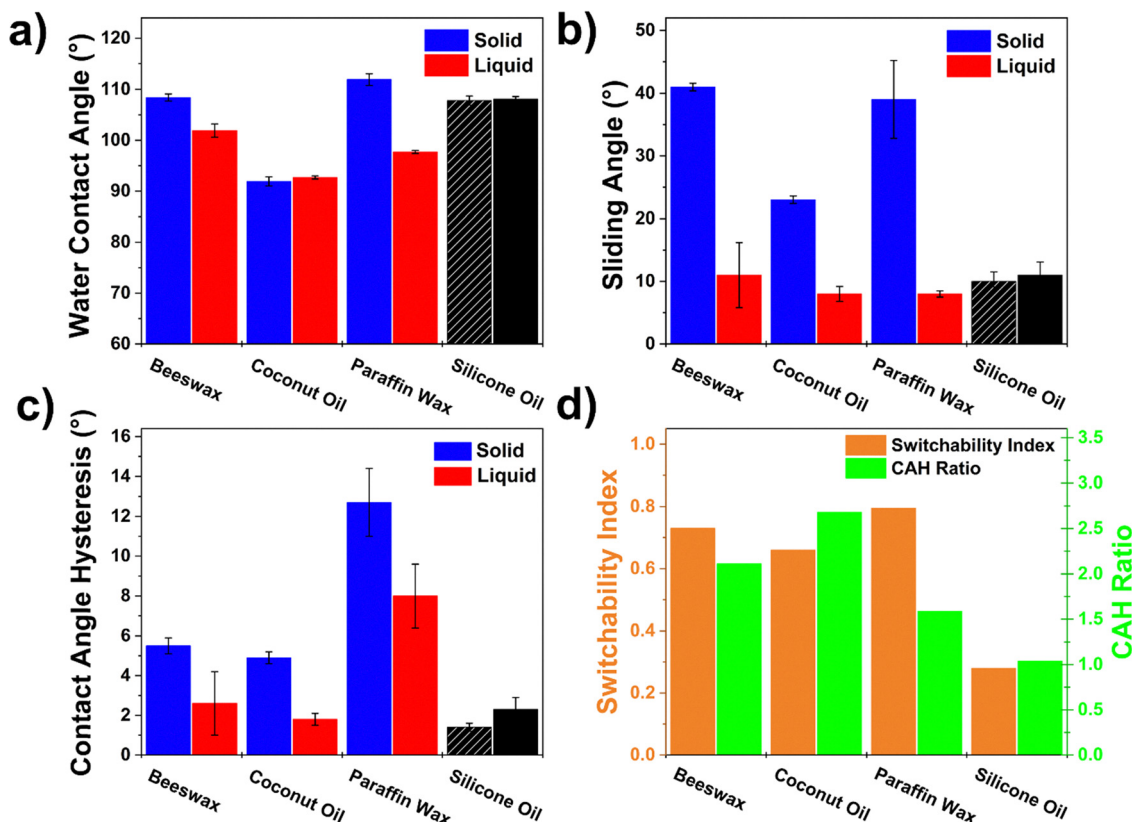 a)
Water Contact Angle (°)
120
110
100
90
80
70
60
Solid
Liquid
Beeswax
Coconut Oil
Paraffin Wax
Silicone Oil
b)
Sliding Angle (°)
50
40
30
20
10
0
Solid
Liquid
Beeswax
Coconut Oil
Paraffin Wax
Silicone Oil
c)
Contact Angle Hysteresis (°)
16
14
12
10
8
6
4
2
0
Solid
Liquid
Beeswax
Coconut Oil
Paraffin Wax
Silicone Oil
d)
Switchability Index
1.0
0.8
0.6
0.4
0.2
0.0
Switchability Index
CAH Ratio
3.5
3.0
2.5
2.0
1.5
1.0
0.5
0.0
CAH Ratio
Beeswax
Coconut Oil
Paraffin Wax
Silicone Oil